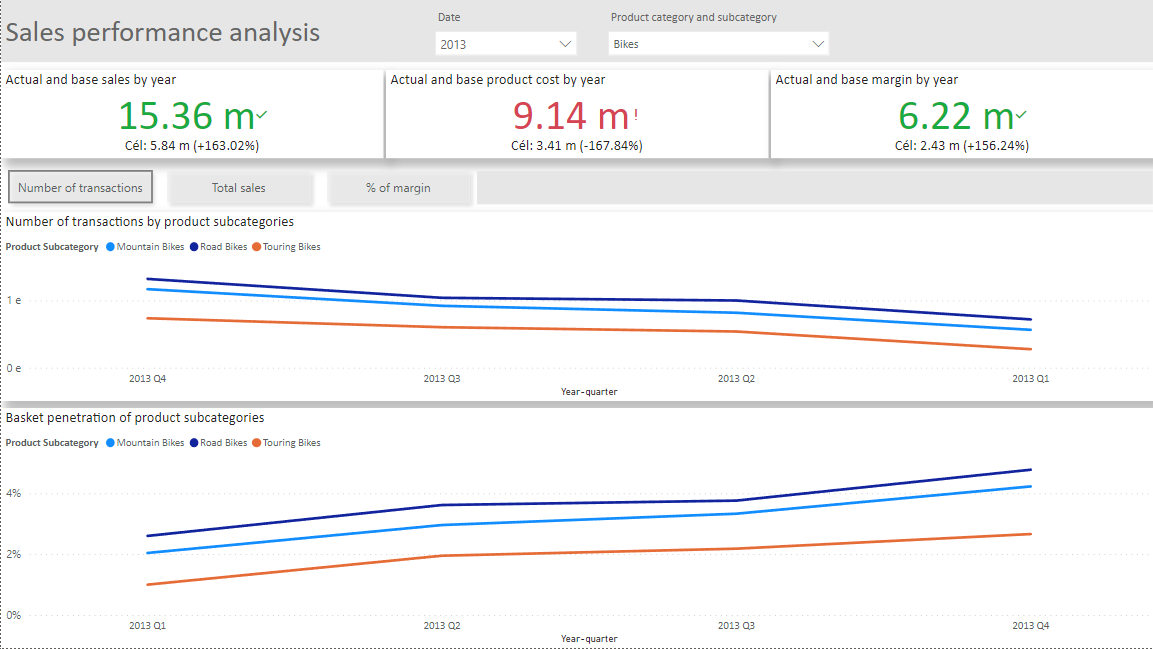 Sales performance analysis
Date
2013
Product category and subcategory
Bikes
Actual and base sales by year
15.36 m
Cél: 5.84 m (+163.02%)
Actual and base product cost by year
9.14 m!
Cél: 3.41 m (-167.84%)
Actual and base margin by year
6.22 m
Cél: 2.43 m (+156.24%)
Number of transactions
Total sales
% of margin
Number of transactions by product subcategories
Product Subcategory Mountain Bikes Road Bikes Touring Bikes
1 e
0 e
2013 Q4 2013 Q3 2013 Q2 2013 Q1
Year-quarter
Basket penetration of product subcategories
Product Subcategory Mountain Bikes Road Bikes Touring Bikes
4%
2%
0%
2013 Q1 2013 Q2 2013 Q3 2013 Q4
Year-quarter